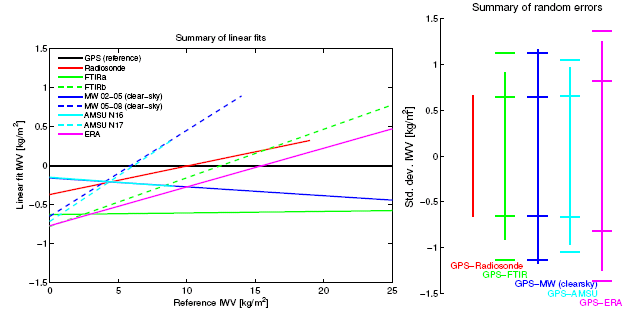 Summary of linear fits
Linear fit IWV [kg/m²]
1.5
1
0.5
0
−0.5
−1
−1.5
GPS (reference)
Radiosonde
FTIRa
FTIRb
MW 02−05 (clear−sky)
MW 05−08 (clear−sky)
AMSU N16
AMSU N17
ERA
0
5
10
15
20
25
Reference IWV [kg/m²]
Summary of random errors
Std. dev. IWV [kg/m²]
1.5
1
0.5
0
−0.5
−1
−1.5
GPS−Radiosonde
GPS−FTIR
GPS−MW (clearsky)
GPS−AMSU
GPS−ERA